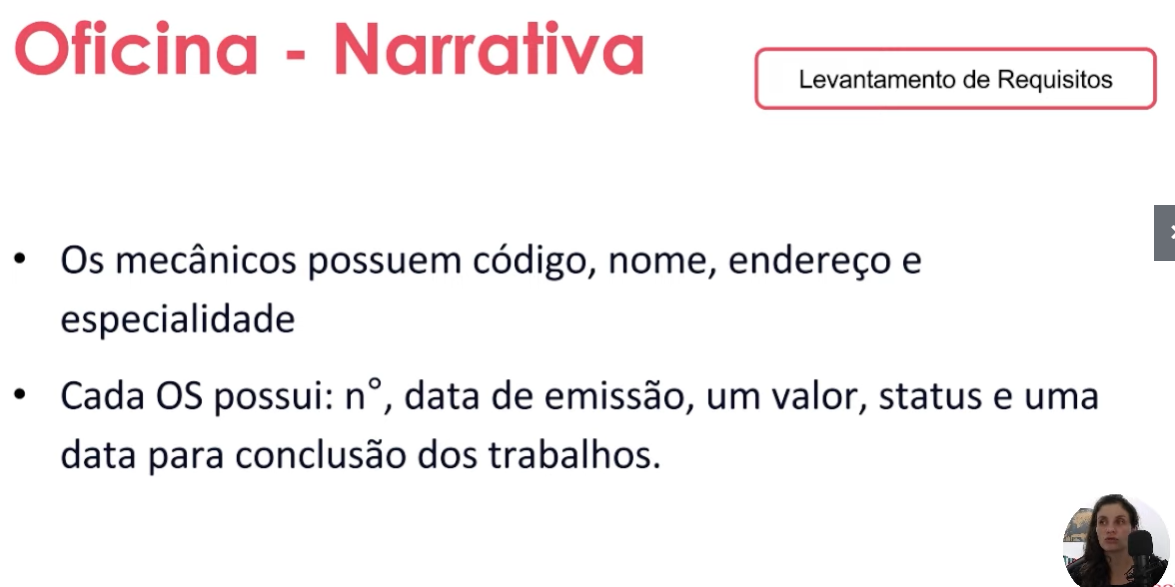 Oficina - Narrativa
Levantamento de Requisitos
• Os mecânicos possuem código, nome, endereço e
especialidade
• Cada OS possui: n°, data de emissão, um valor, status e uma
data para conclusão dos trabalhos.